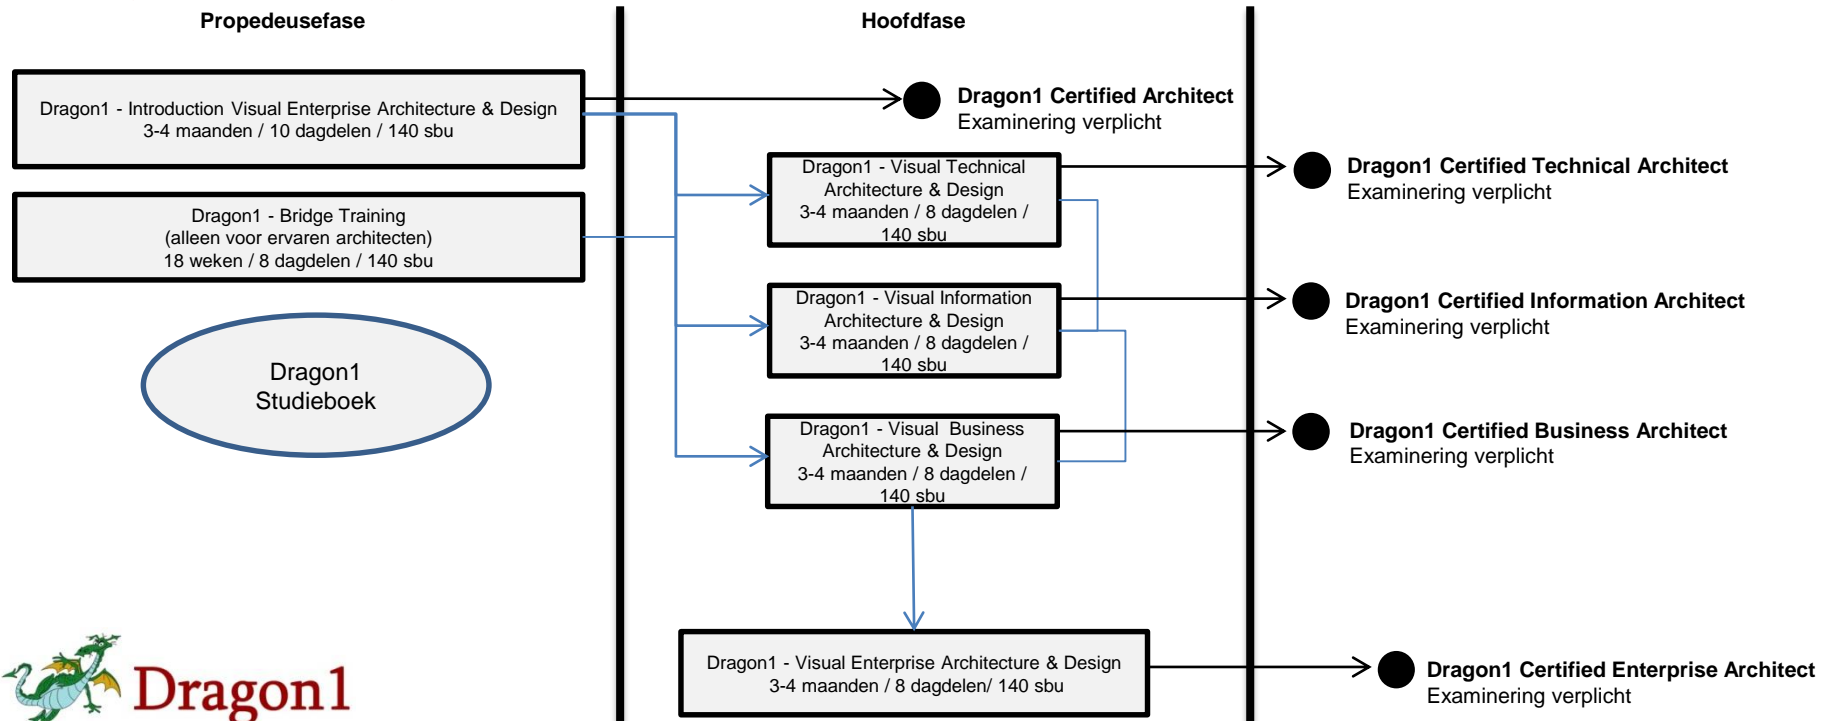 Propedeusefase
Hoofdfase
Dragon1 - Introduction Visual Enterprise Architecture & Design
3-4 maanden / 10 dagdelen / 140 sbu
Dragon1 Certified Architect
Examinering verplicht
Dragon1 - Bridge Training
(alleen voor ervaren architecten)
18 weken / 8 dagdelen / 140 sbu
Dragon1 - Visual Technical
Architecture & Design
3-4 maanden / 8 dagdelen /
140 sbu
Dragon1 Certified Technical Architect
Examinering verplicht
Dragon1 - Visual Information
Architecture & Design
3-4 maanden / 8 dagdelen /
140 sbu
Dragon1 Certified Information Architect
Examinering verplicht
Dragon1
Studieboek
Dragon1 - Visual Business
Architecture & Design
3-4 maanden / 8 dagdelen /
140 sbu
Dragon1 Certified Business Architect
Examinering verplicht
Dragon1 - Visual Enterprise Architecture & Design
3-4 maanden / 8 dagdelen/ 140 sbu
Dragon1 Certified Enterprise Architect
Examinering verplicht
Dragon1